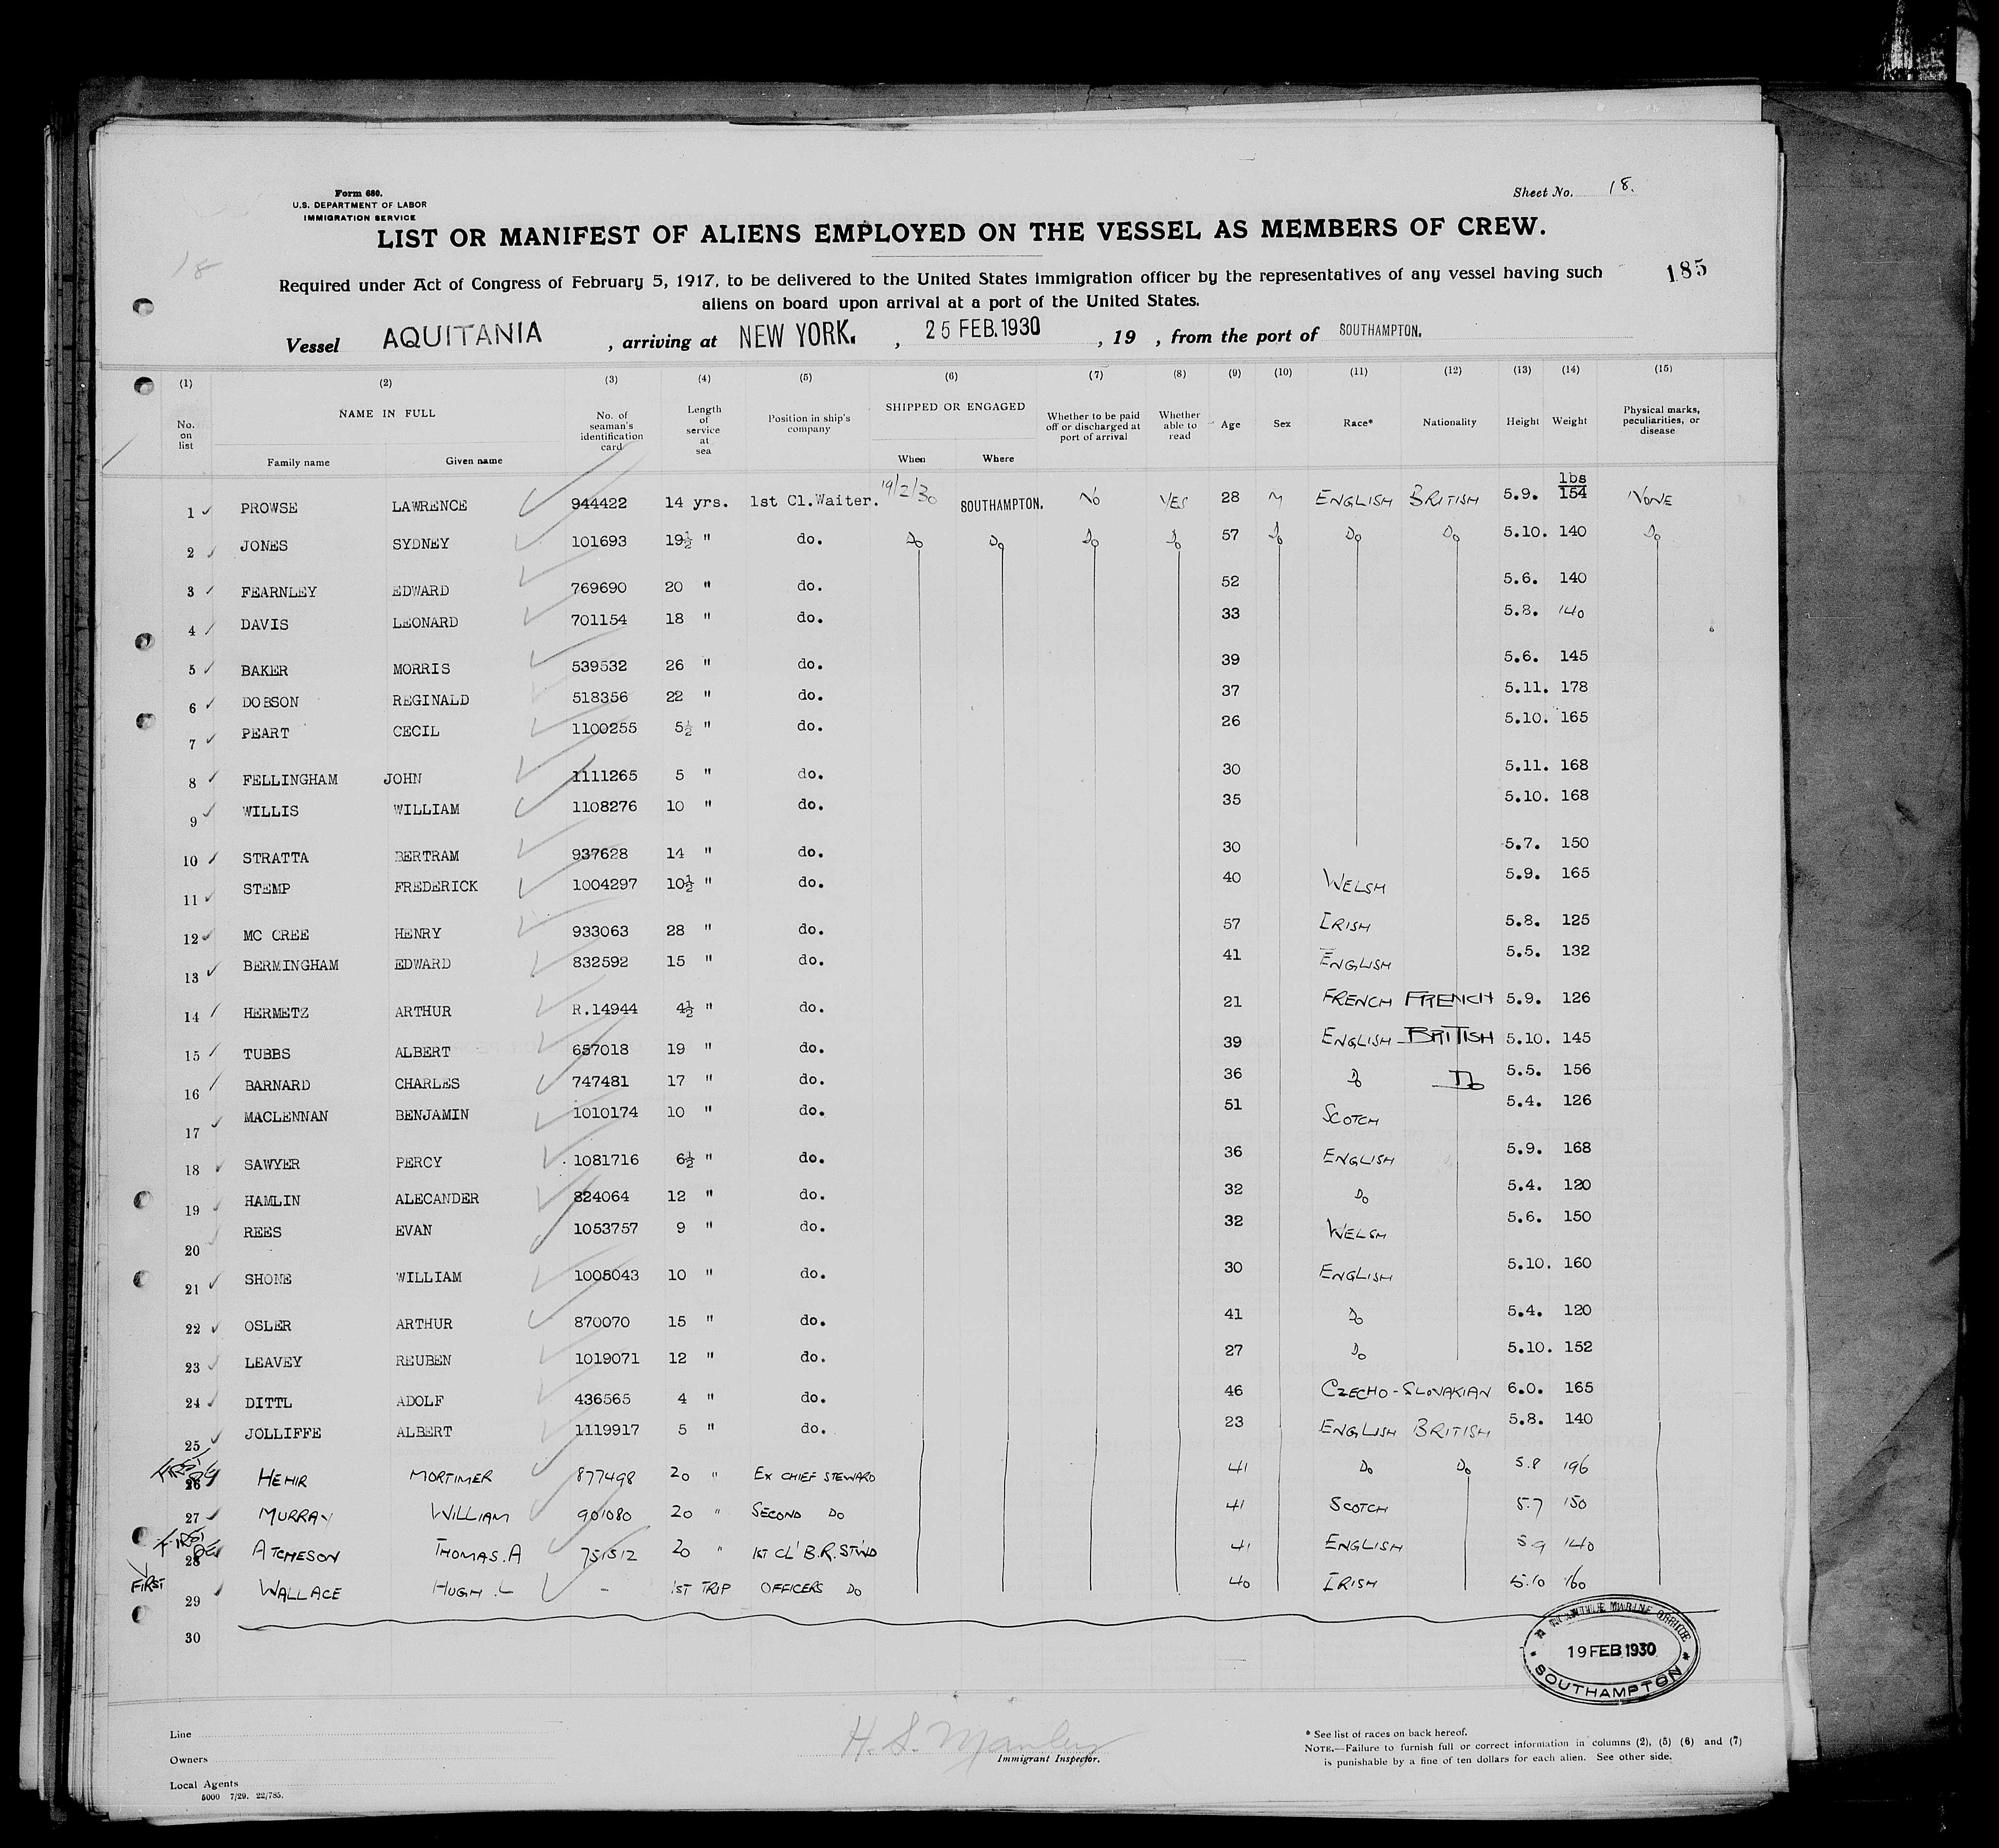 Form 680.
U.S. DEPARTMENT OF LABOR
IMMIGRATION SERVICE
Sheet No. 18.
LIST OR MANIFEST OF ALIENS EMPLOYED ON THE VESSEL AS MEMBERS OF CREW.
18
185
Required under Act of Congress of February 5, 1917, to be delivered to the United States immigration officer by the representatives of any vessel having such
aliens on board upon arrival at a port of the United States.
Vessel AQUITANIA , arriving at NEW YORK. , 25 FEB. 1930 , 19 , from the port of SOUTHAMPTON.
(1) (2) (3) (4) (5) (6) (7) (8) (9) (10) (11) (12) (13) (14) (15)
No. on list NAME IN FULL Family name Given name No. of seaman's identification card Length of service at sea Position in ship's company SHIPPED OR ENGAGED When Where Whether to be paid off or discharged at port of arrival Whether able to read Age Sex Race* Nationality Height Weight Physical marks, peculiarities, or disease
lbs
1 PROWSE LAWRENCE 944422 14 yrs. 1st Cl.Waiter. 19/2/30 SOUTHAMPTON. NO YES 28 M ENGLISH BRITISH 5.9. 154 NONE
2 JONES SYDNEY 101693 19½ " do. Do Do Do Do 57 Do Do Do 5.10. 140 Do
3 FEARNLEY EDWARD 769690 20 " do. 52 5.6. 140
4 DAVIS LEONARD 701154 18 " do. 33 5.8. 140
5 BAKER MORRIS 539532 26 " do. 39 5.6. 145
6 DOBSON REGINALD 518356 22 " do. 37 5.11. 178
7 PEART CECIL 1100255 5½ " do. 26 5.10. 165
8 FELLINGHAM JOHN 1111265 5 " do. 30 5.11. 168
9 WILLIS WILLIAM 1108276 10 " do. 35 5.10. 168
10 STRATTA BERTRAM 937628 14 " do. 30 5.7. 150
11 STEMP FREDERICK 1004297 10½ " do. 40 WELSH 5.9. 165
12 MC CREE HENRY 933063 28 " do. 57 IRISH 5.8. 125
13 BERMINGHAM EDWARD 832592 15 " do. 41 ENGLISH 5.5. 132
14 HERMETZ ARTHUR R.14944 4½ " do. 21 FRENCH FRENCH 5.9. 126
15 TUBBS ALBERT 657018 19 " do. 39 ENGLISH BRITISH 5.10. 145
16 BARNARD CHARLES 747481 17 " do. 36 Do Do 5.5. 156
17 MACLENNAN BENJAMIN 1010174 10 " do. 51 SCOTCH 5.4. 126
18 SAWYER PERCY 1081716 6½ " do. 36 ENGLISH 5.9. 168
19 HAMLIN ALECANDER 824064 12 " do. 32 Do 5.4. 120
20 REES EVAN 1053757 9 " do. 32 WELSH 5.6. 150
21 SHONE WILLIAM 1005043 10 " do. 30 ENGLISH 5.10. 160
22 OSLER ARTHUR 870070 15 " do. 41 Do 5.4. 120
23 LEAVEY REUBEN 1019071 12 " do. 27 Do 5.10. 152
24 DITTL ADOLF 436565 4 " do. 46 CZECHO-SLOVAKIAN 6.0. 165
25 JOLLIFFE ALBERT 1119917 5 " do. 23 ENGLISH BRITISH 5.8. 140
FIRST 26 HEHIR MORTIMER 877498 20 " EX CHIEF STEWARD 41 Do Do 5.8 196
27 MURRAY WILLIAM 901080 20 " SECOND DO 41 SCOTCH 5.7 150
FIRST 28 ATCHESON THOMAS.A 751512 20 " 1ST CL' B.R. STWD 41 ENGLISH 5.9 140
FIRST 29 WALLACE HUGH.L - 1ST TRIP OFFICERS DO 40 IRISH 5.10 160
30
MERCANTILE MARINE OFFICE
19 FEB 1930
SOUTHAMPTON
Line
Owners
Local Agents
5000 7/29. 22/785.
H. S. Manley
Immigrant Inspector.
* See list of races on back hereof.
NOTE.—Failure to furnish full or correct information in columns (2), (5) (6) and (7)
is punishable by a fine of ten dollars for each alien. See other side.